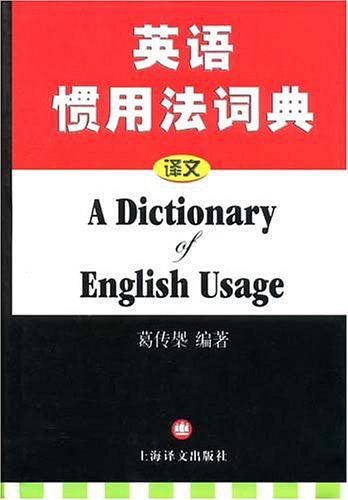 英语
惯用法词典
译文
A Dictionary
of
English Usage
葛传椝 编著
上海译文出版社